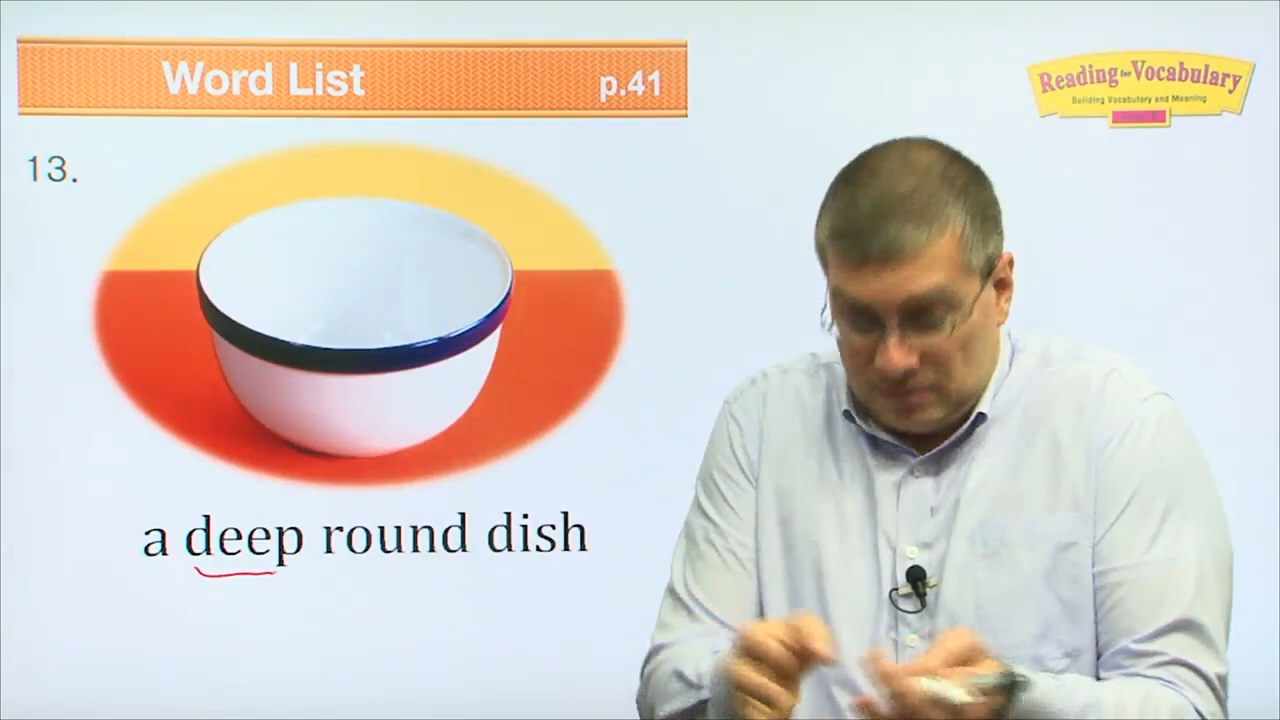 Word List p.41
Reading for Vocabulary
Building Vocabulary and Meaning
13.
a deep round dish